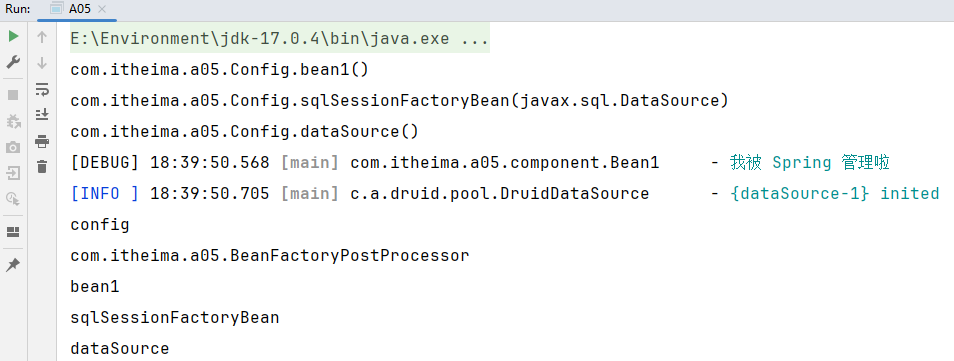 Run: A05
E:\Environment\jdk-17.0.4\bin\java.exe ...
com.itheima.a05.Config.bean1()
com.itheima.a05.Config.sqlSessionFactoryBean(javax.sql.DataSource)
com.itheima.a05.Config.dataSource()
[DEBUG] 18:39:50.568 [main] com.itheima.a05.component.Bean1 - 我被 Spring 管理啦
[INFO ] 18:39:50.705 [main] c.a.druid.pool.DruidDataSource - {dataSource-1} inited
config
com.itheima.a05.BeanFactoryPostProcessor
bean1
sqlSessionFactoryBean
dataSource